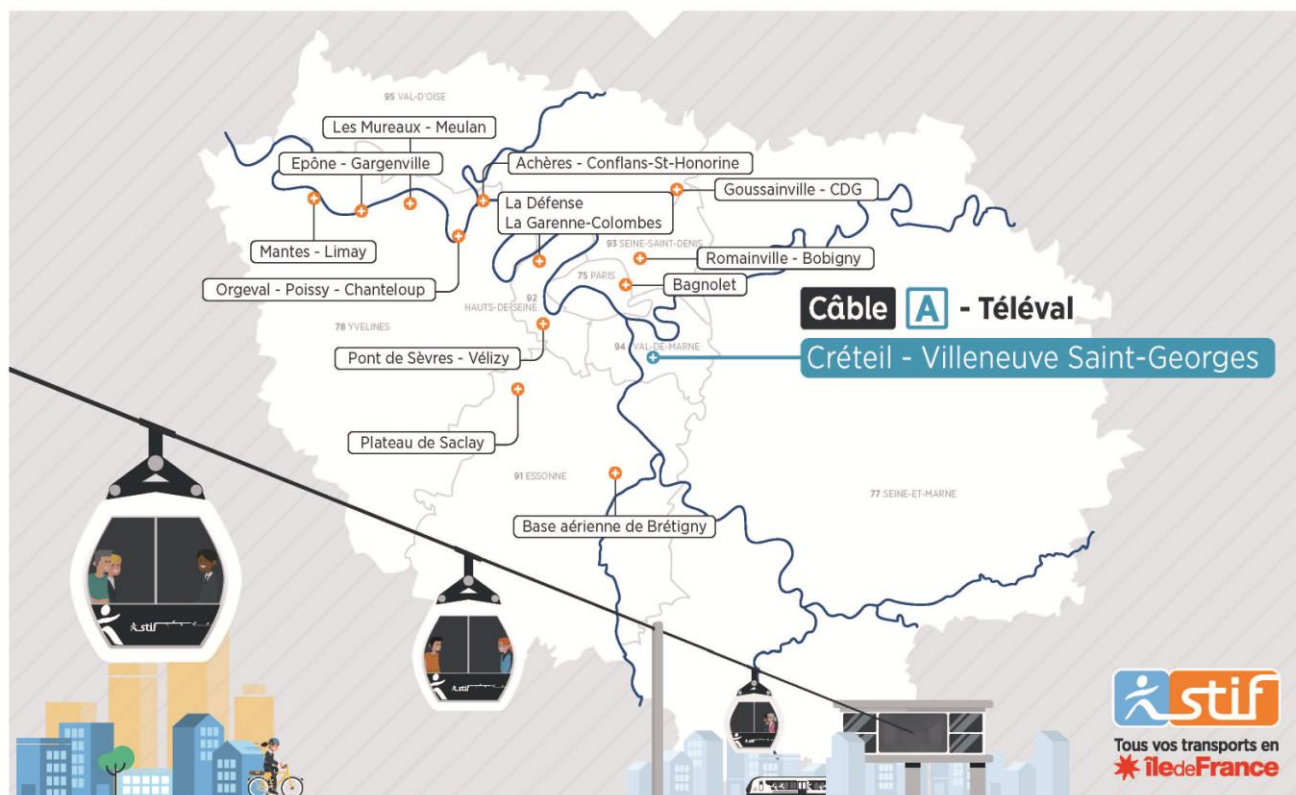 95 VAL-D'OISE
Les Mureaux - Meulan
Epône - Gargenville
Achères - Conflans-St-Honorine
Goussainville - CDG
La Défense
La Garenne-Colombes
Mantes - Limay
93 SEINE-SAINT-DENIS
Romainville - Bobigny
75 PARIS
Bagnolet
Orgeval - Poissy - Chanteloup
92
HAUTS-DE-SEINE
Câble A - Téléval
78 YVELINES
94 VAL-DE-MARNE
Créteil - Villeneuve Saint-Georges
Pont de Sèvres - Vélizy
Plateau de Saclay
91 ESSONNE
77 SEINE-ET-MARNE
Base aérienne de Brétigny
stif
stif
stif
Tous vos transports en
île de France